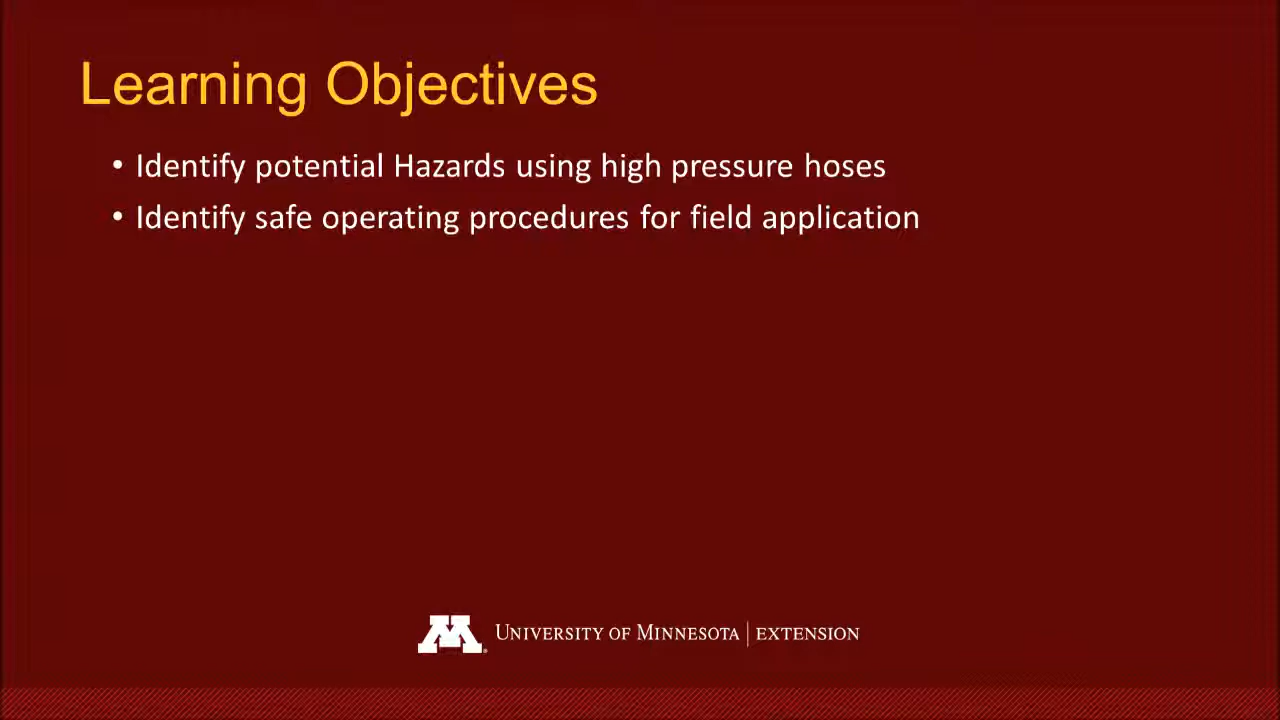 Learning Objectives
• Identify potential Hazards using high pressure hoses
• Identify safe operating procedures for field application
M UNIVERSITY OF MINNESOTA | EXTENSION